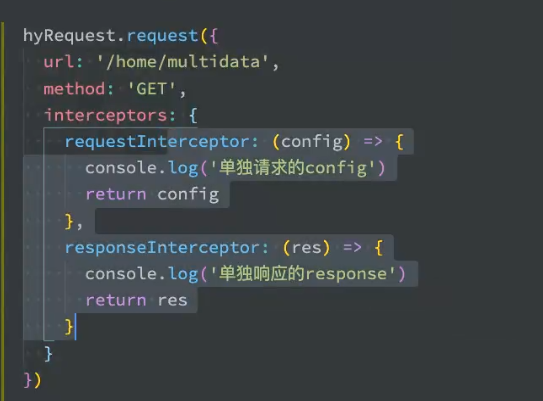 hyRequest.request({
url: '/home/multidata',
method: 'GET',
interceptors: {
requestInterceptor: (config) => {
console.log('单独请求的config')
return config
},
responseInterceptor: (res) => {
console.log('单独响应的response')
return res
}
}
})